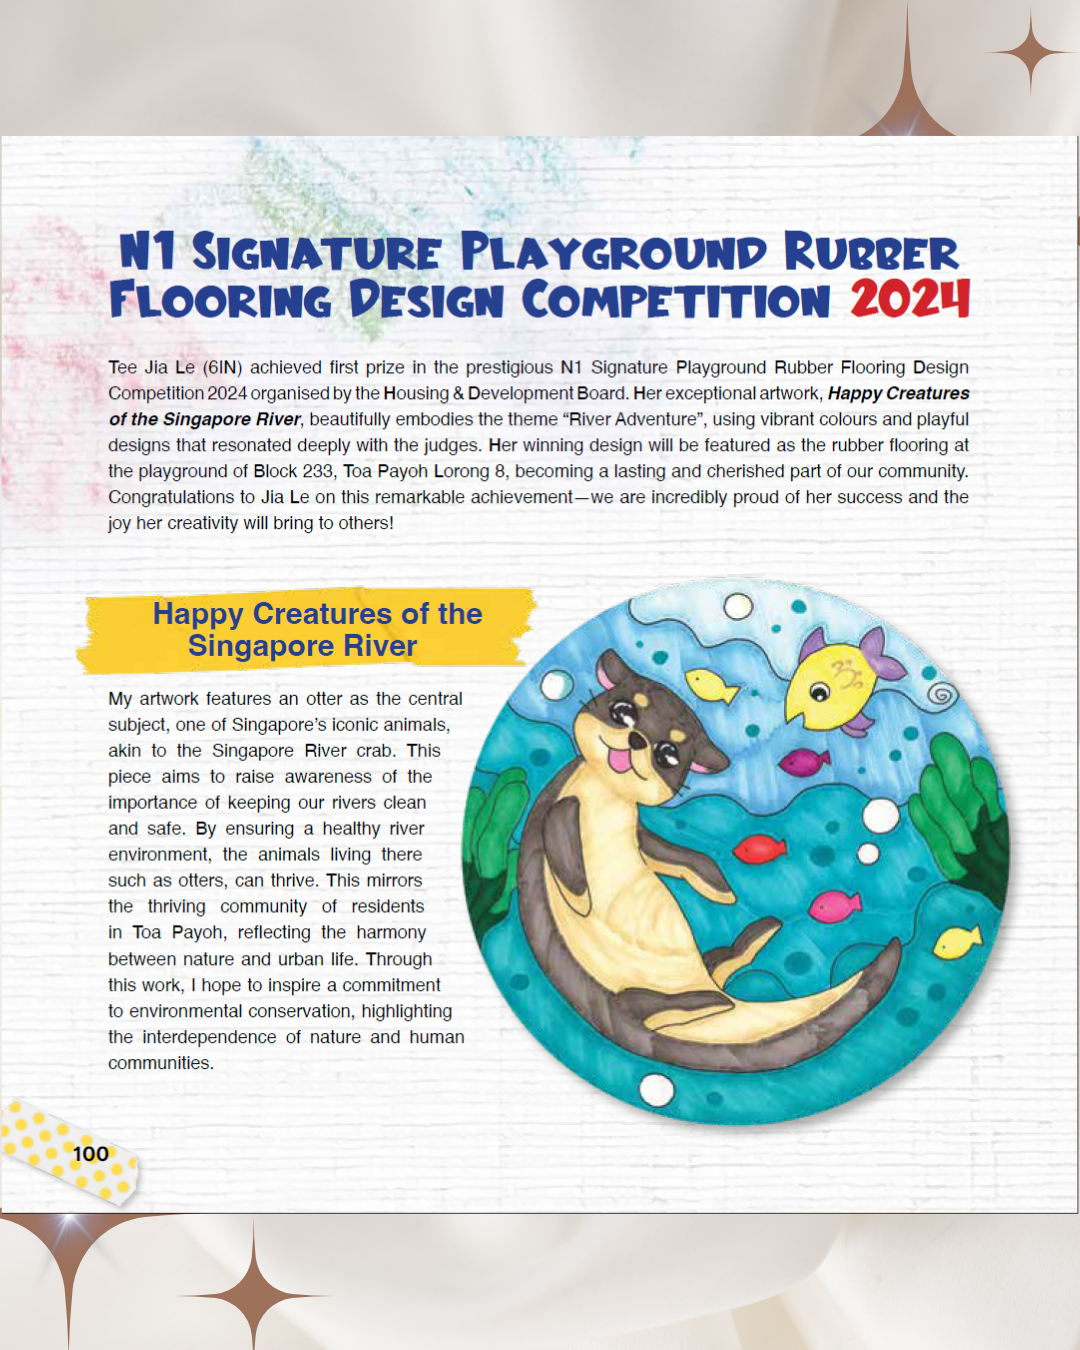 N1 SIGNATURE PLAYGROUND RUBBER
FLOORING DESIGN COMPETITION 2024
Tee Jia Le (6IN) achieved first prize in the prestigious N1 Signature Playground Rubber Flooring Design
Competition 2024 organised by the Housing & Development Board. Her exceptional artwork, Happy Creatures
of the Singapore River, beautifully embodies the theme “River Adventure”, using vibrant colours and playful
designs that resonated deeply with the judges. Her winning design will be featured as the rubber flooring at
the playground of Block 233, Toa Payoh Lorong 8, becoming a lasting and cherished part of our community.
Congratulations to Jia Le on this remarkable achievement—we are incredibly proud of her success and the
joy her creativity will bring to others!
Happy Creatures of the
Singapore River
My artwork features an otter as the central
subject, one of Singapore’s iconic animals,
akin to the Singapore River crab. This
piece aims to raise awareness of the
importance of keeping our rivers clean
and safe. By ensuring a healthy river
environment, the animals living there
such as otters, can thrive. This mirrors
the thriving community of residents
in Toa Payoh, reflecting the harmony
between nature and urban life. Through
this work, I hope to inspire a commitment
to environmental conservation, highlighting
the interdependence of nature and human
communities.
100